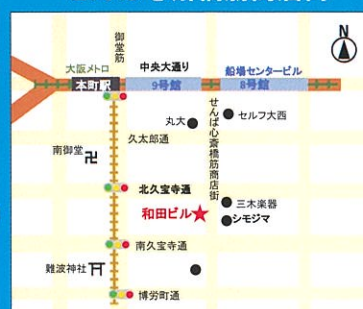 御堂筋
N
大阪メトロ
中央大通り
船場センタービル
本町駅
9号館
8号館
せんば心斎橋筋商店街
丸大
セルフ大西
久太郎通
南御堂
北久宝寺通
三木楽器
和田ビル
シモジマ
南久宝寺通
難波神社
博労町通